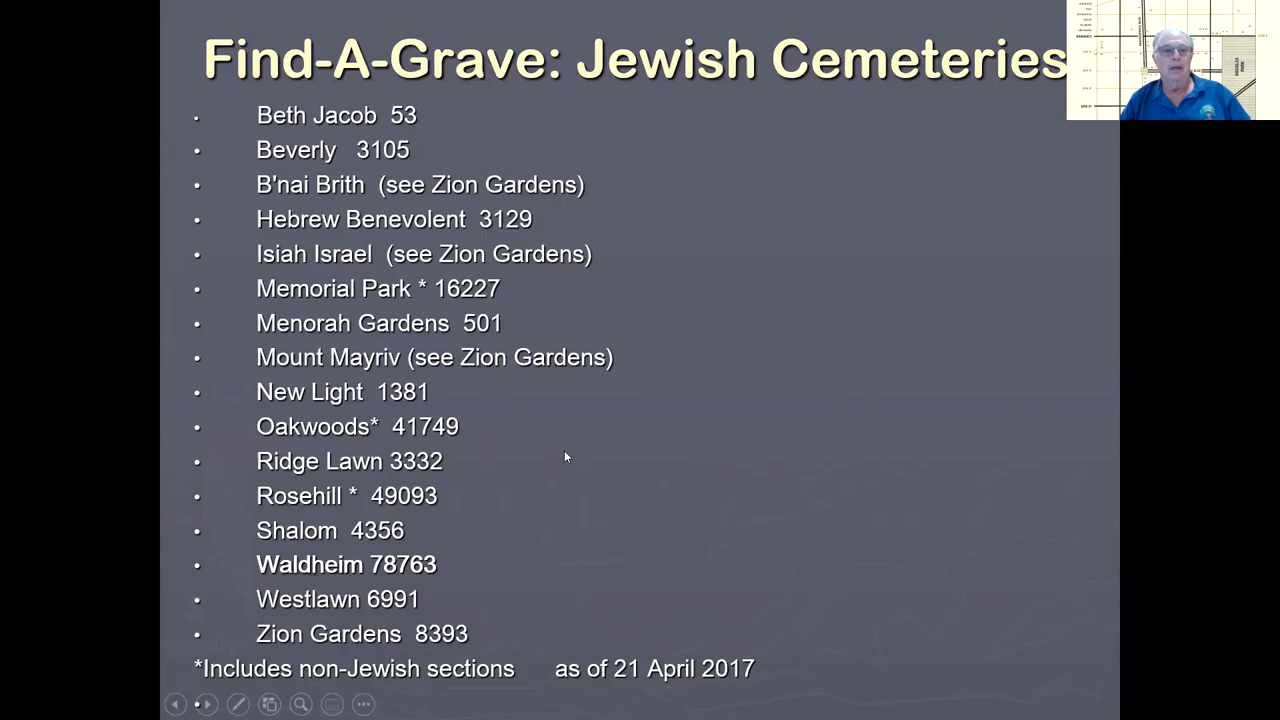 Find-A-Grave: Jewish Cemeteries
• Beth Jacob 53
• Beverly 3105
• B'nai Brith (see Zion Gardens)
• Hebrew Benevolent 3129
• Isiah Israel (see Zion Gardens)
• Memorial Park * 16227
• Menorah Gardens 501
• Mount Mayriv (see Zion Gardens)
• New Light 1381
• Oakwoods* 41749
• Ridge Lawn 3332
• Rosehill * 49093
• Shalom 4356
• Waldheim 78763
• Westlawn 6991
• Zion Gardens 8393
*Includes non-Jewish sections as of 21 April 2017
DOUGLAS
PARK